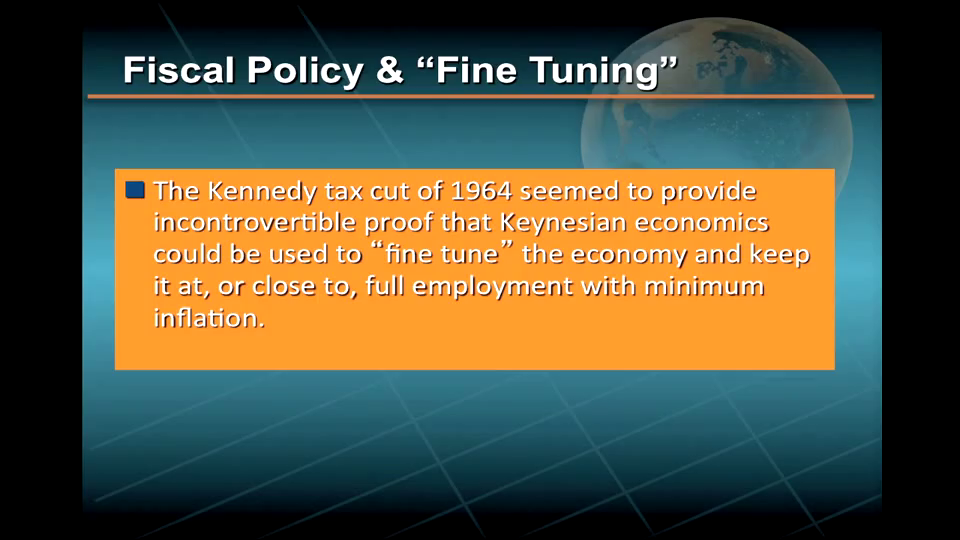 Fiscal Policy & “Fine Tuning”
The Kennedy tax cut of 1964 seemed to provide
incontrovertible proof that Keynesian economics
could be used to “fine tune” the economy and keep
it at, or close to, full employment with minimum
inflation.